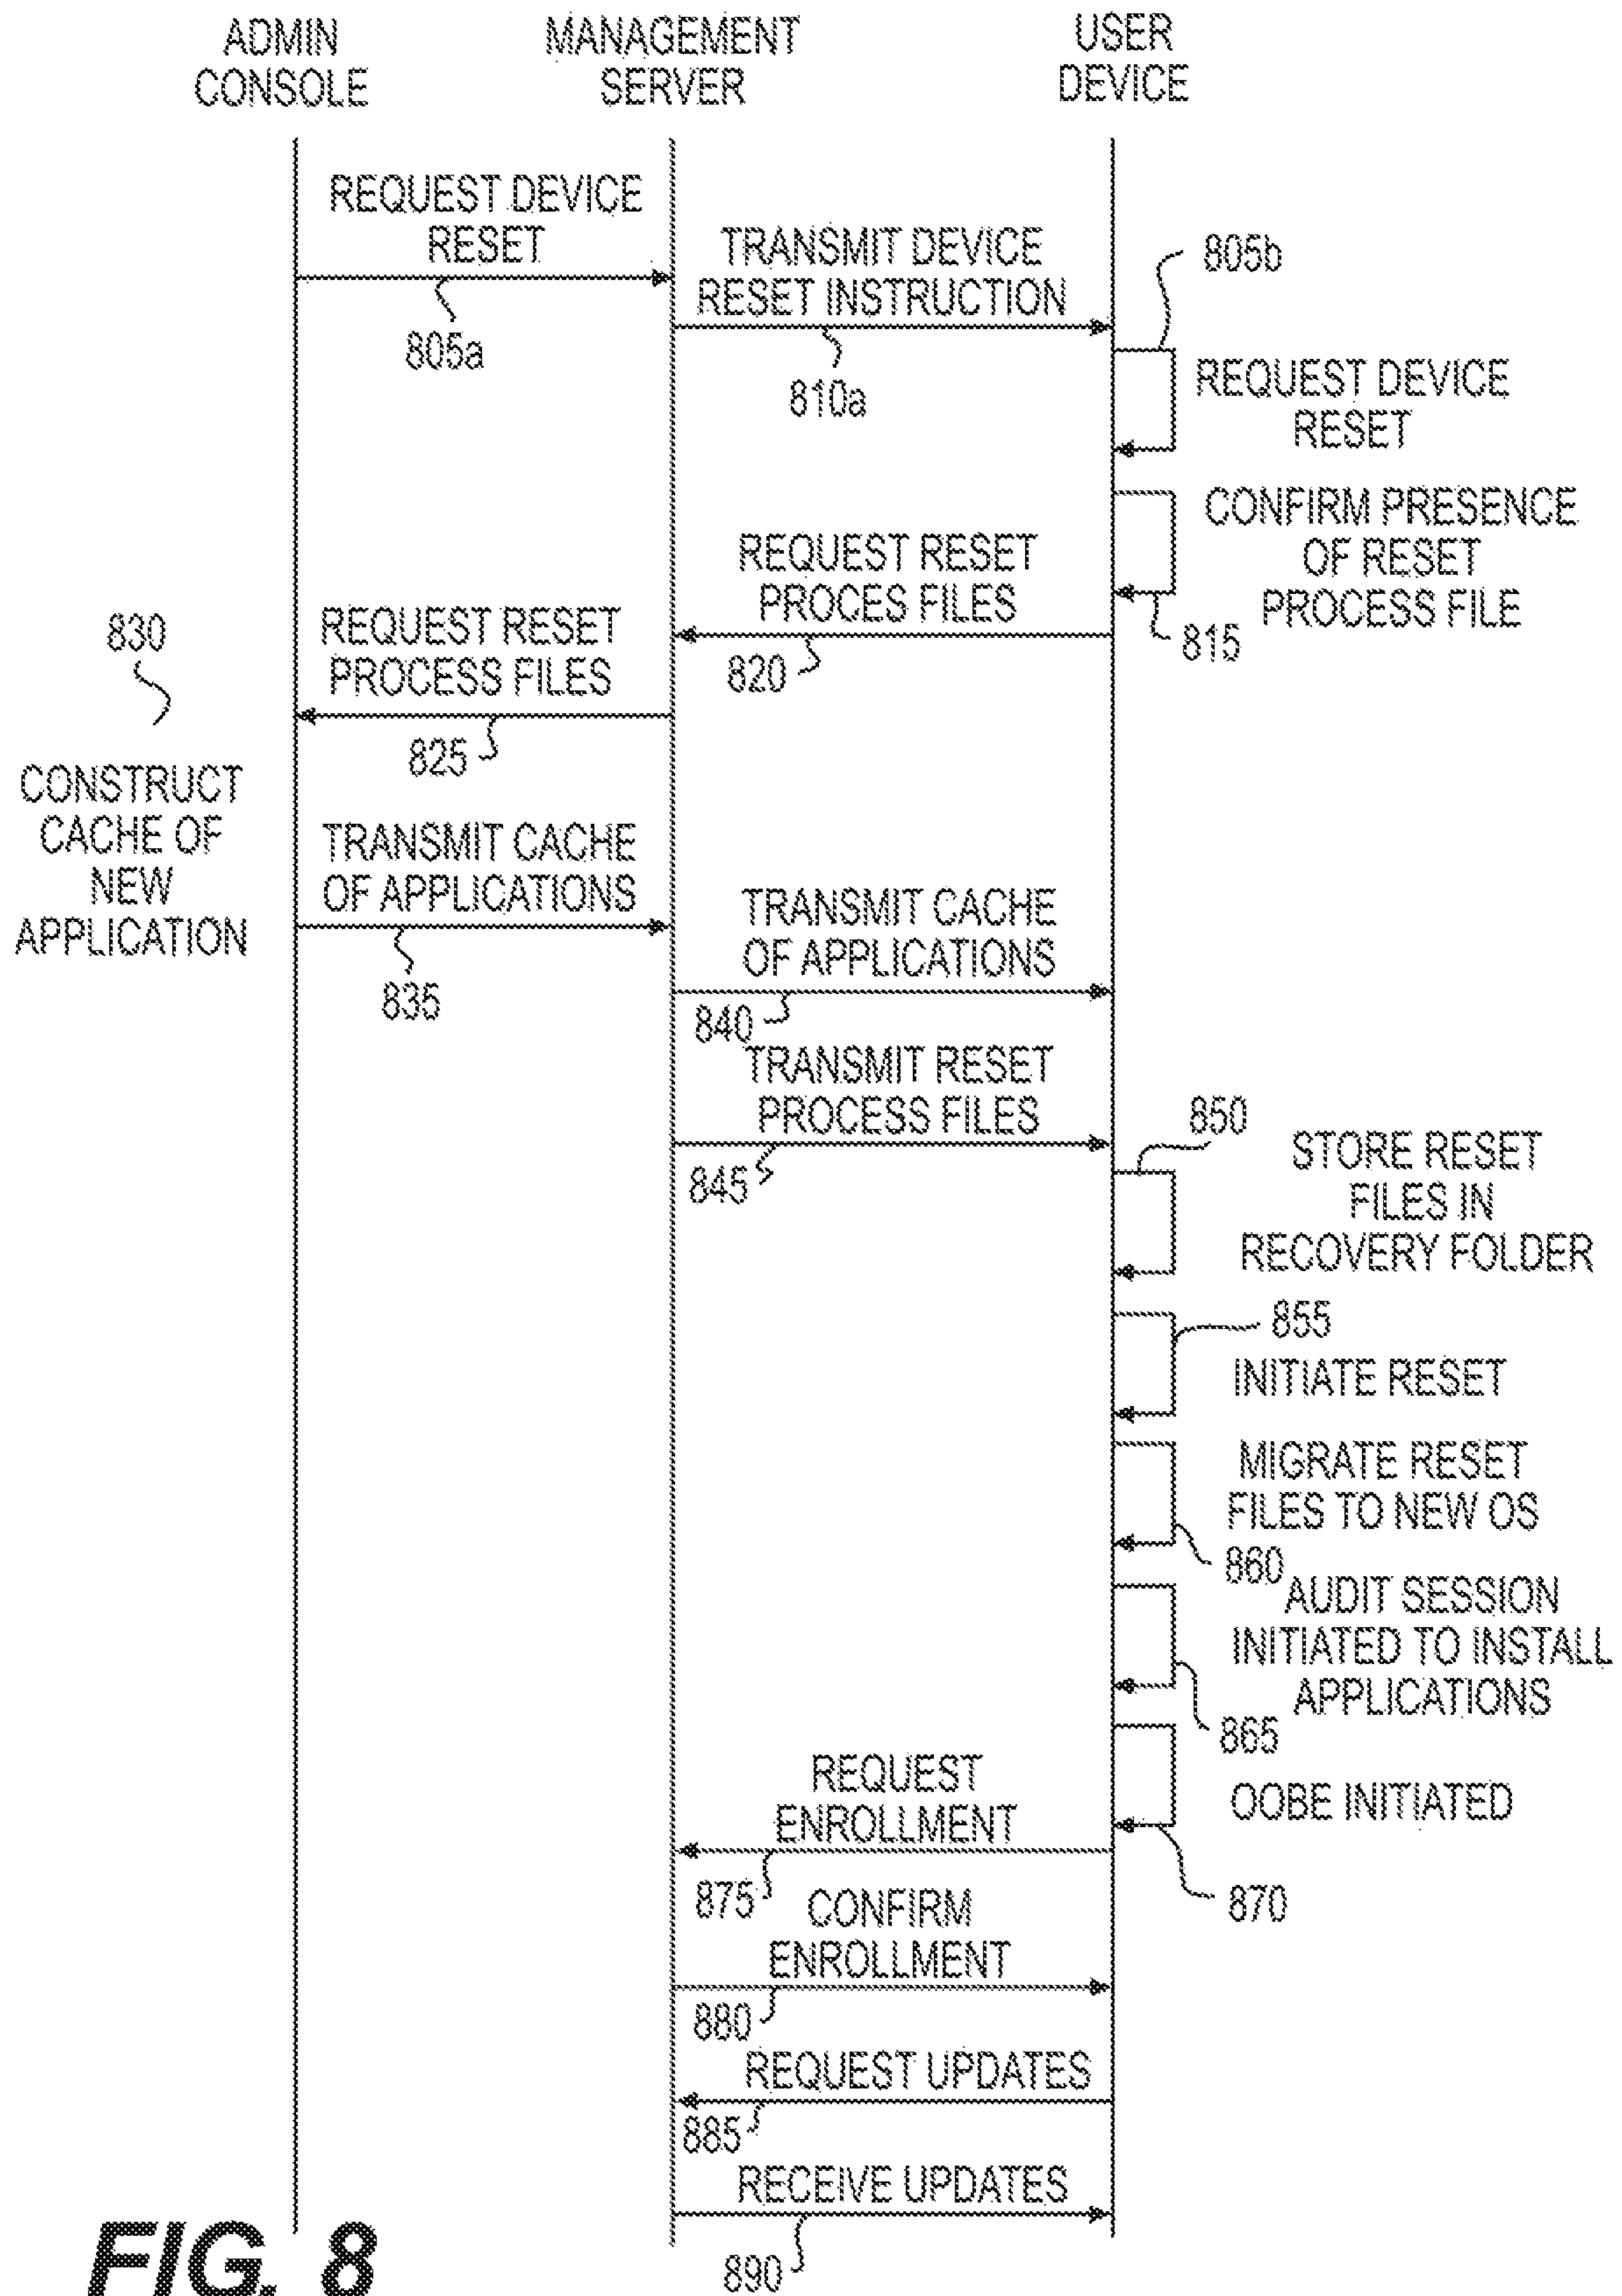 ADMIN
CONSOLE
MANAGEMENT
SERVER
USER
DEVICE
REQUEST DEVICE
RESET
805a
TRANSMIT DEVICE
RESET INSTRUCTION
810a
805b
REQUEST DEVICE
RESET
CONFIRM PRESENCE
OF RESET
PROCESS FILE
815
REQUEST RESET
PROCES FILES
820
REQUEST RESET
PROCESS FILES
825
830
CONSTRUCT
CACHE OF
NEW
APPLICATION
TRANSMIT CACHE
OF APPLICATIONS
835
TRANSMIT CACHE
OF APPLICATIONS
840
TRANSMIT RESET
PROCESS FILES
845
850
STORE RESET
FILES IN
RECOVERY FOLDER
855
INITIATE RESET
MIGRATE RESET
FILES TO NEW OS
860
AUDIT SESSION
INITIATED TO INSTALL
APPLICATIONS
865
OOBE INITIATED
870
REQUEST
ENROLLMENT
875
CONFIRM
ENROLLMENT
880
REQUEST UPDATES
885
RECEIVE UPDATES
890
FIG. 8